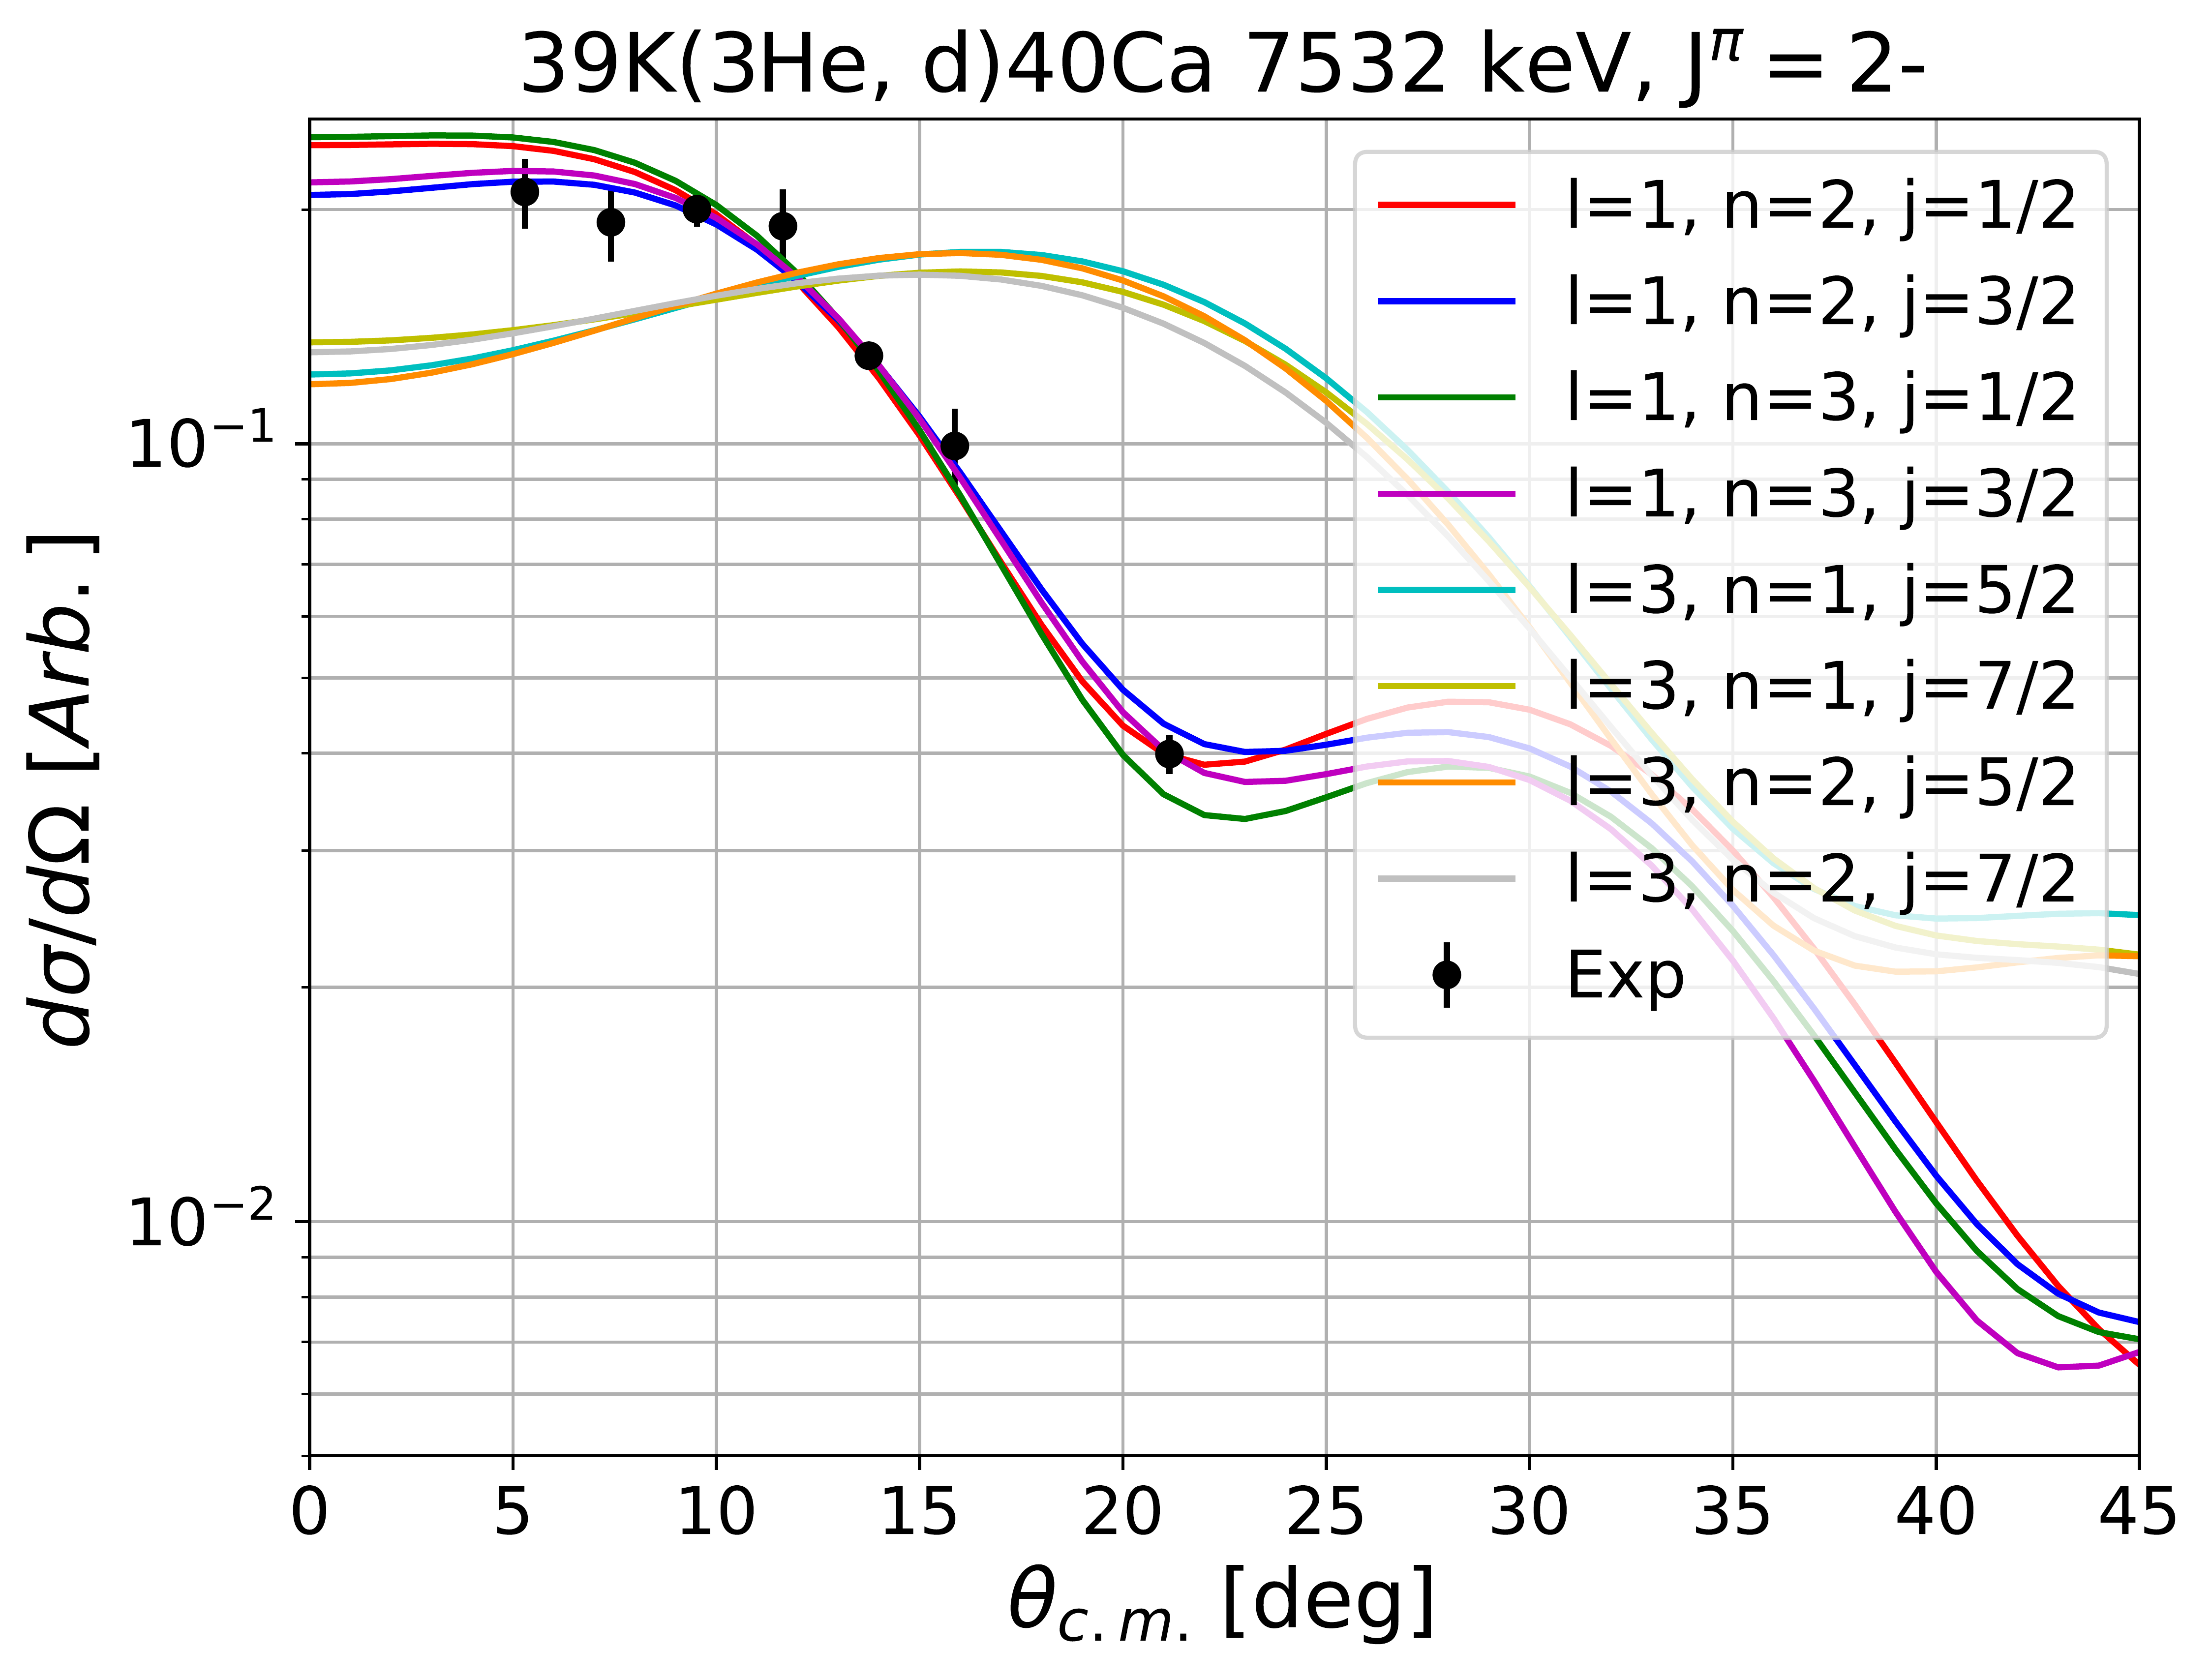 39K(3He, d)40Ca 7532 keV, J^π = 2-
dσ/dΩ [Arb.]
10⁻¹
10⁻²
l=1, n=2, j=1/2
l=1, n=2, j=3/2
l=1, n=3, j=1/2
l=1, n=3, j=3/2
l=3, n=1, j=5/2
l=3, n=1, j=7/2
l=3, n=2, j=5/2
l=3, n=2, j=7/2
Exp
0 5 10 15 20 25 30 35 40 45
θ_c.m. [deg]